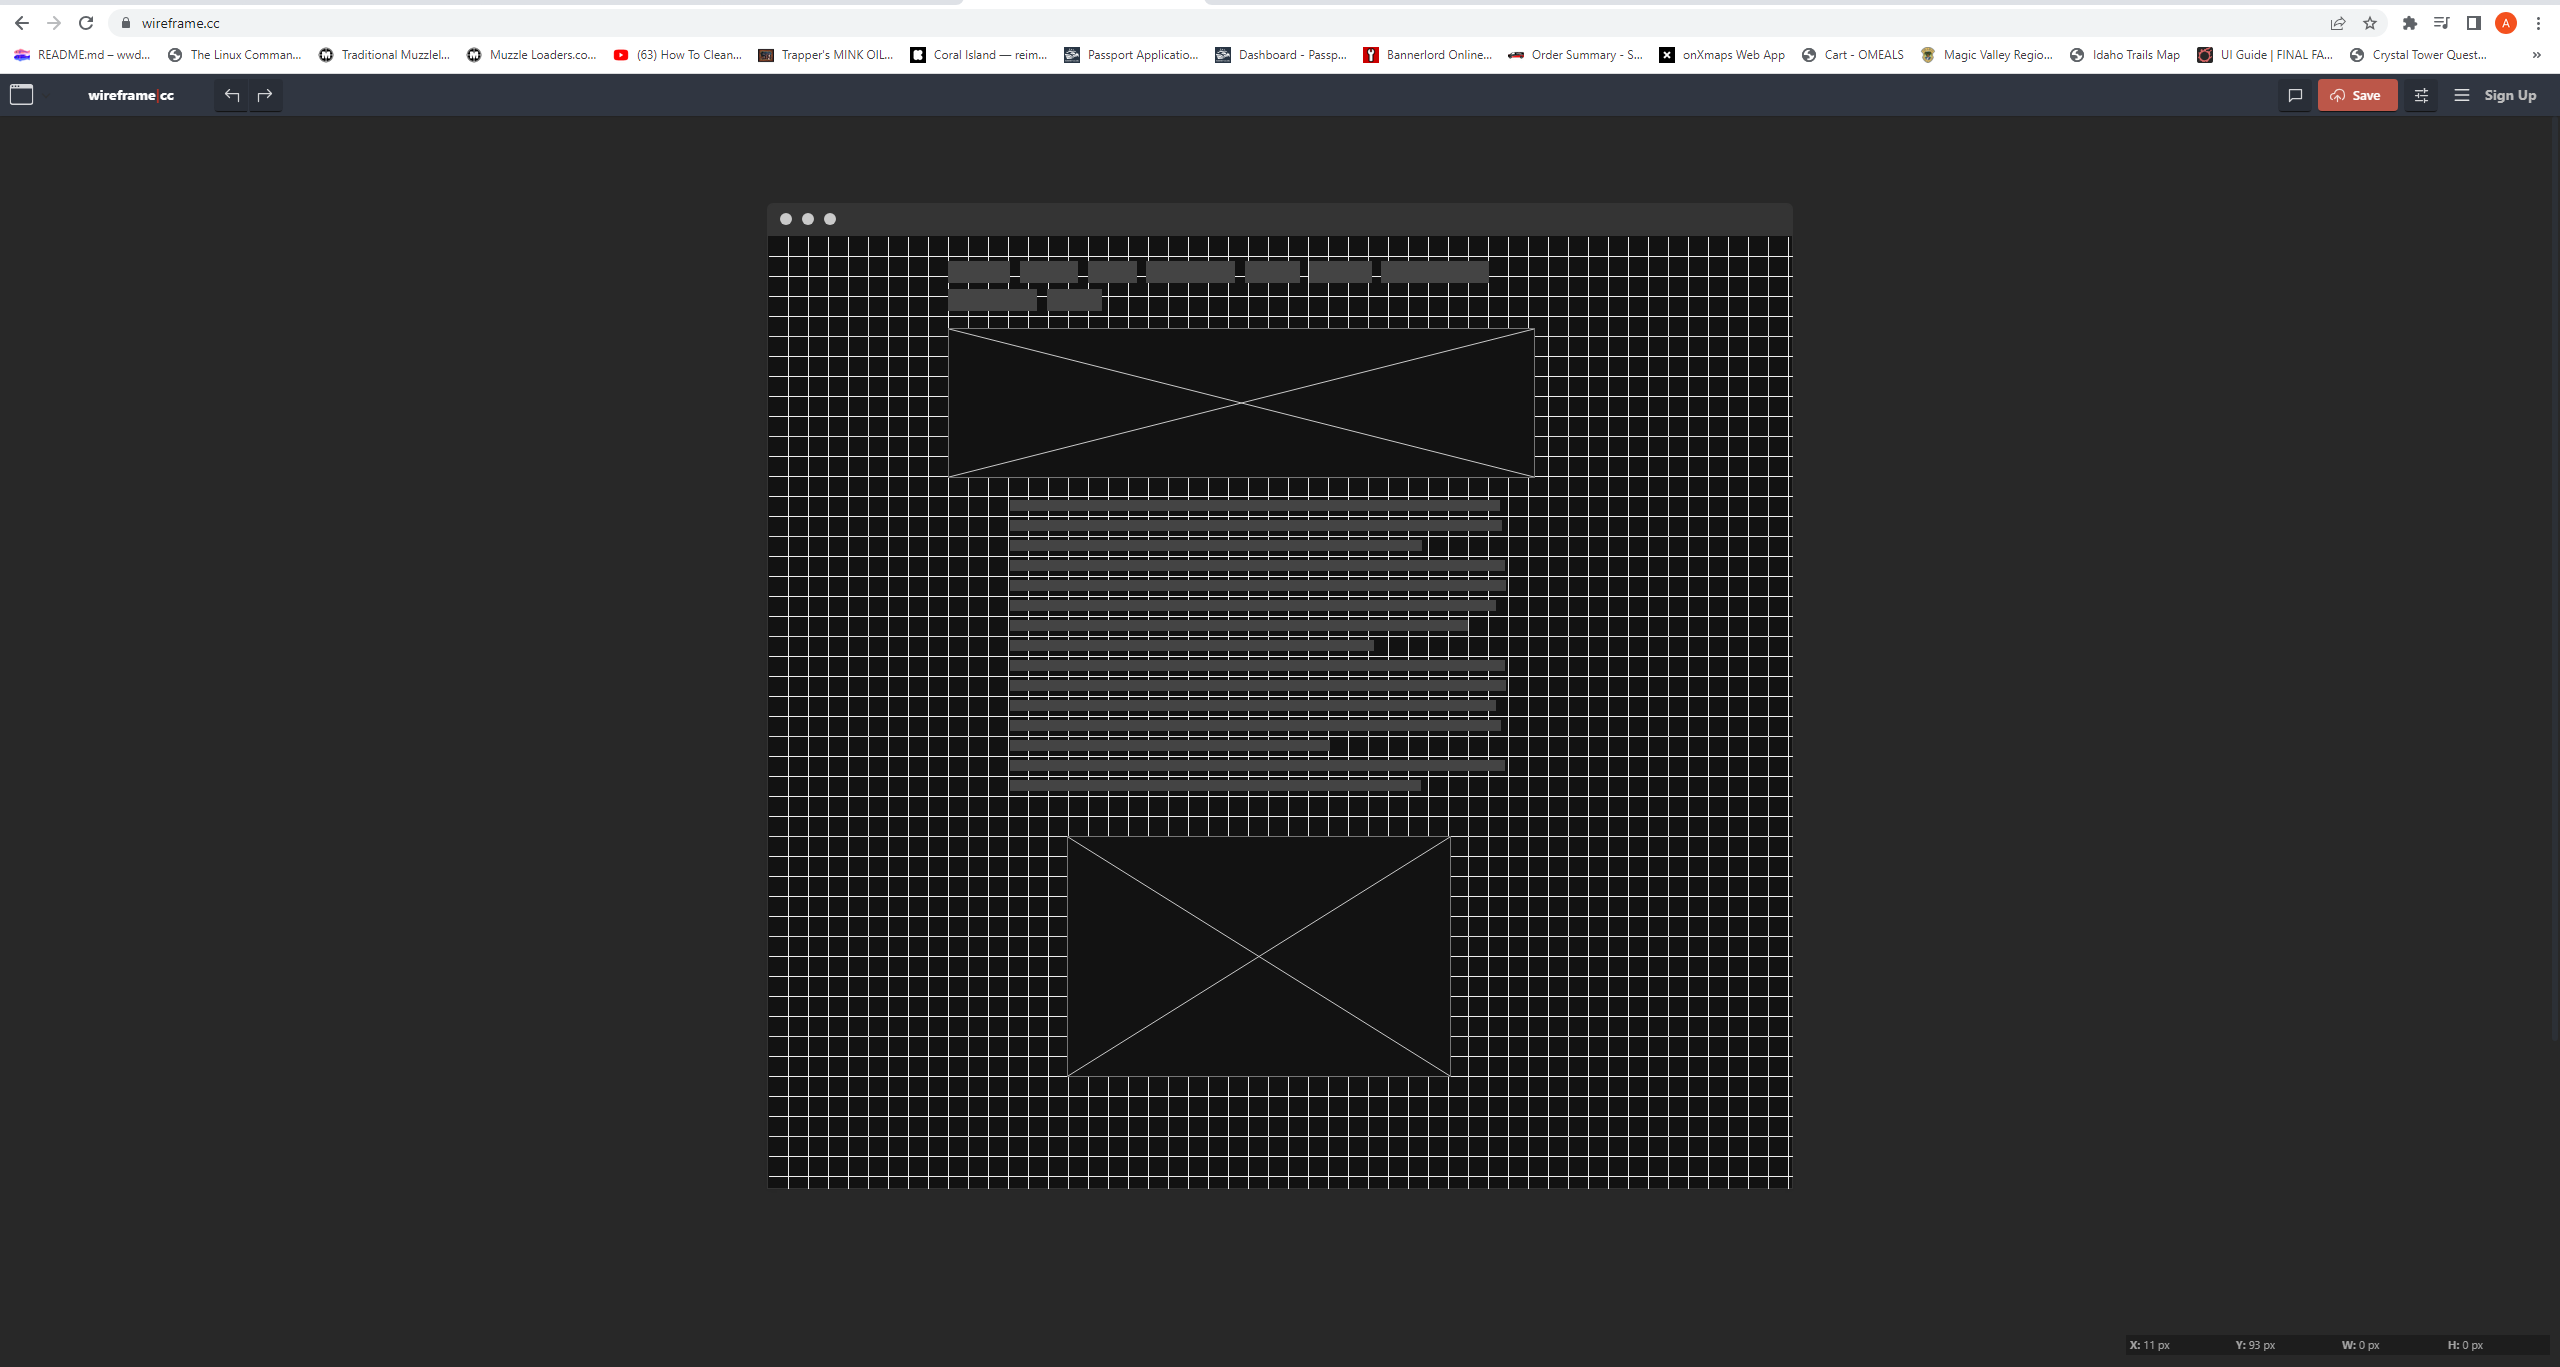 wireframe.cc
README.md – wwd... The Linux Comman... Traditional Muzzlel... Muzzle Loaders.co... (63) How To Clean... Trapper's MINK OIL... Coral Island — reim... Passport Applicatio... Dashboard - Passp... Bannerlord Online... Order Summary - S... onXmaps Web App Cart - OMEALS Magic Valley Regio... Idaho Trails Map UI Guide | FINAL FA... Crystal Tower Quest... »
wireframe|cc Save Sign Up
X: 11 px Y: 93 px W: 0 px H: 0 px